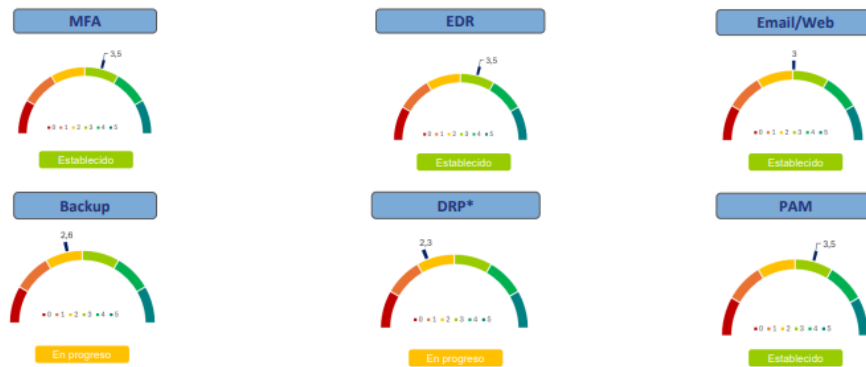 MFA
EDR
Email/Web
3,5
3,5
3
0 1 2 3 4 5
0 1 2 3 4 5
0 1 2 3 4 5
Establecido
Establecido
Establecido
Backup
DRP*
PAM
2,6
2,3
3,5
0 1 2 3 4 5
0 1 2 3 4 5
0 1 2 3 4 5
En progreso
En progreso
Establecido